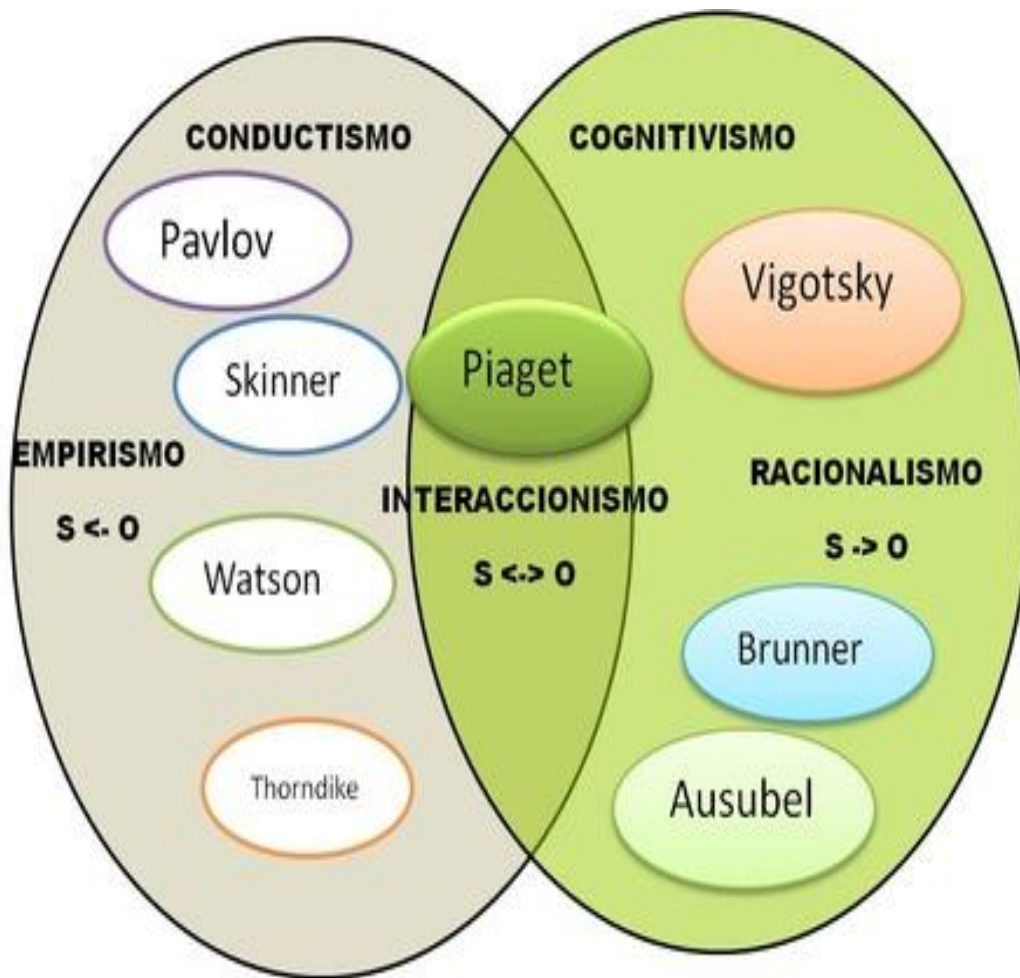 CONDUCTISMO
Pavlov
Skinner
EMPIRISMO
S <- O
Watson
Thorndike
Piaget
INTERACCIONISMO
S <-> O
COGNITIVISMO
Vigotsky
RACIONALISMO
S -> O
Brunner
Ausubel